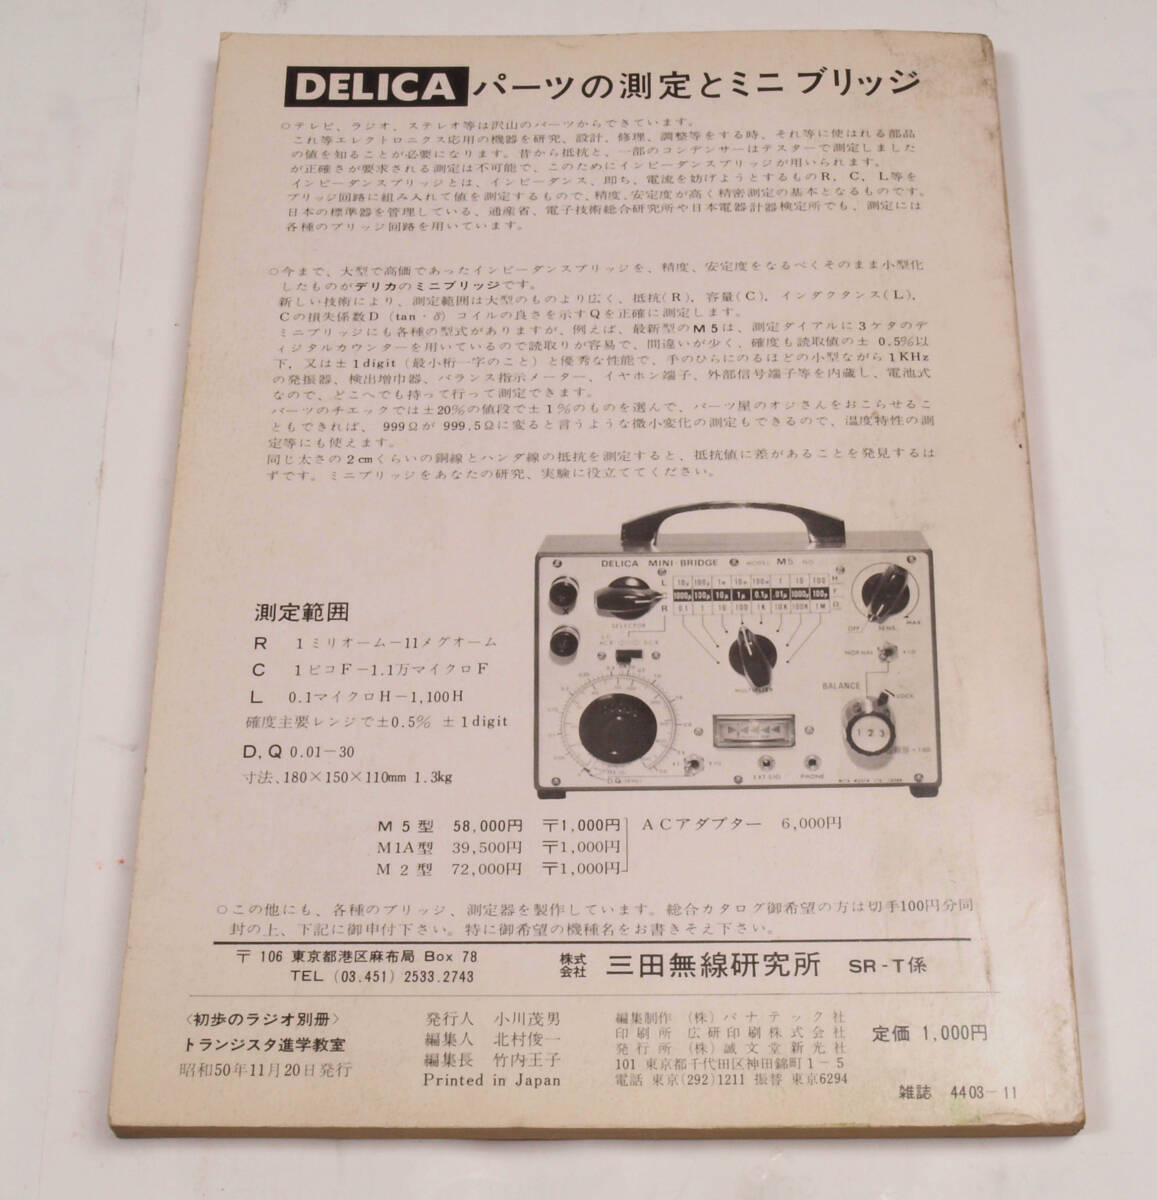 DELICA パーツの測定とミニブリッジ
○テレビ、ラジオ、ステレオ等は沢山のパーツからできています。
これ等エレクトロニクス応用の機器を研究、設計、修理、調整等をする時、それ等に使はれる部品
の値を知ることが必要になります。昔から抵抗と、一部のコンデンサーはテスターで測定しました
が正確さが要求される測定は不可能で、このためにインピーダンスブリッジが用いられます。
インピーダンスブリッジとは、インピーダンス、即ち、電流を妨げようとするものR, C, L等を
ブリッジ回路に組み入れて値を測定するもので、精度、安定度が高く精密測定の基本となるものです。
日本の標準器を管理している、通産省、電子技術総合研究所や日本電器計器検定所でも、測定には
各種のブリッジ回路を用いています。
○今まで、大型で高価であったインピーダンスブリッジを、精度、安定度をなるべくそのまま小型化
したものがデリカのミニブリッジです。
新しい技術により、測定範囲は大型のものより広く、抵抗(R), 容量(C), インダクタンス(L),
Cの損失係数D (tan・δ) コイルの良さを示すQを正確に測定します。
ミニブリッジにも各種の型式がありますが、例えば、最新型のM5は、測定ダイアルに3ケタのデ
ィジタルカウンターを用いているので読取りが容易で、間違いが少く、確度も読取値の± 0.5%以
下, 又は±1digit (最小桁一字のこと) と優秀な性能で、手のひらにのるほどの小型ながら1KHz
の発振器、検出増巾器、バランス指示メーター、イヤホン端子、外部信号端子等を内蔵し、電池式
なので、どこへでも持って行って測定できます。
パーツのチエックでは±20%の値段で±1%のものを選んで、パーツ屋のオジさんをおこらせるこ
ともできれば、 999Ωが 999.5Ωに変ると言うような微小変化の測定もできるので、温度特性の測
定等にも使えます。
同じ太さの2cmくらいの銅線とハンダ線の抵抗を測定すると、抵抗値に差があることを発見するは
ずです。ミニブリッジをあなたの研究、実験に役立ててください。
DELICA MINI-BRIDGE MODEL M5 NO
L 10μ 100μ 1m 10m 100m 1 10 100 H
1000μ 100μ 10μ 1μ 0.1μ .01μ 1000p 100p F
R 0.1 1 10 100 1K 10K 100K 1M Ω
SELECTOR
OFF SENS. MAX
NORMAL ×10
MULTIPLIER
BALANCE
LOCK
1 2 3
EXT SIG PHONE
測定範囲
R 1ミリオーム−11メグオーム
C 1ピコF−1.1万マイクロF
L 0.1マイクロH−1,100H
確度主要レンジで±0.5% ±1digit
D, Q 0.01−30
寸法、180×150×110mm 1.3kg
M5型 58,000円 〒1,000円 ACアダプター 6,000円
M1A型 39,500円 〒1,000円
M2型 72,000円 〒1,000円
○この他にも、各種のブリッジ、測定器を製作しています。総合カタログ御希望の方は切手100円分同
封の上、下記に御申付下さい。特に御希望の機種名をお書きそえ下さい。
〒 106 東京都港区麻布局 Box 78
TEL (03.451) 2533.2743
株式会社 三田無線研究所 SR-T係
〈初歩のラジオ別冊〉
トランジスタ進学教室
昭和50年11月20日発行
発行人 小川茂男
編集人 北村俊一
編集長 竹内王子
Printed in Japan
編集制作 (株)パナテック社
印刷所 広研印刷株式会社
発行所 (株)誠文堂新光社
101 東京都千代田区神田錦町1−5
電話 東京(292)1211 振替 東京6294
定価 1,000円
雑誌 4403−11